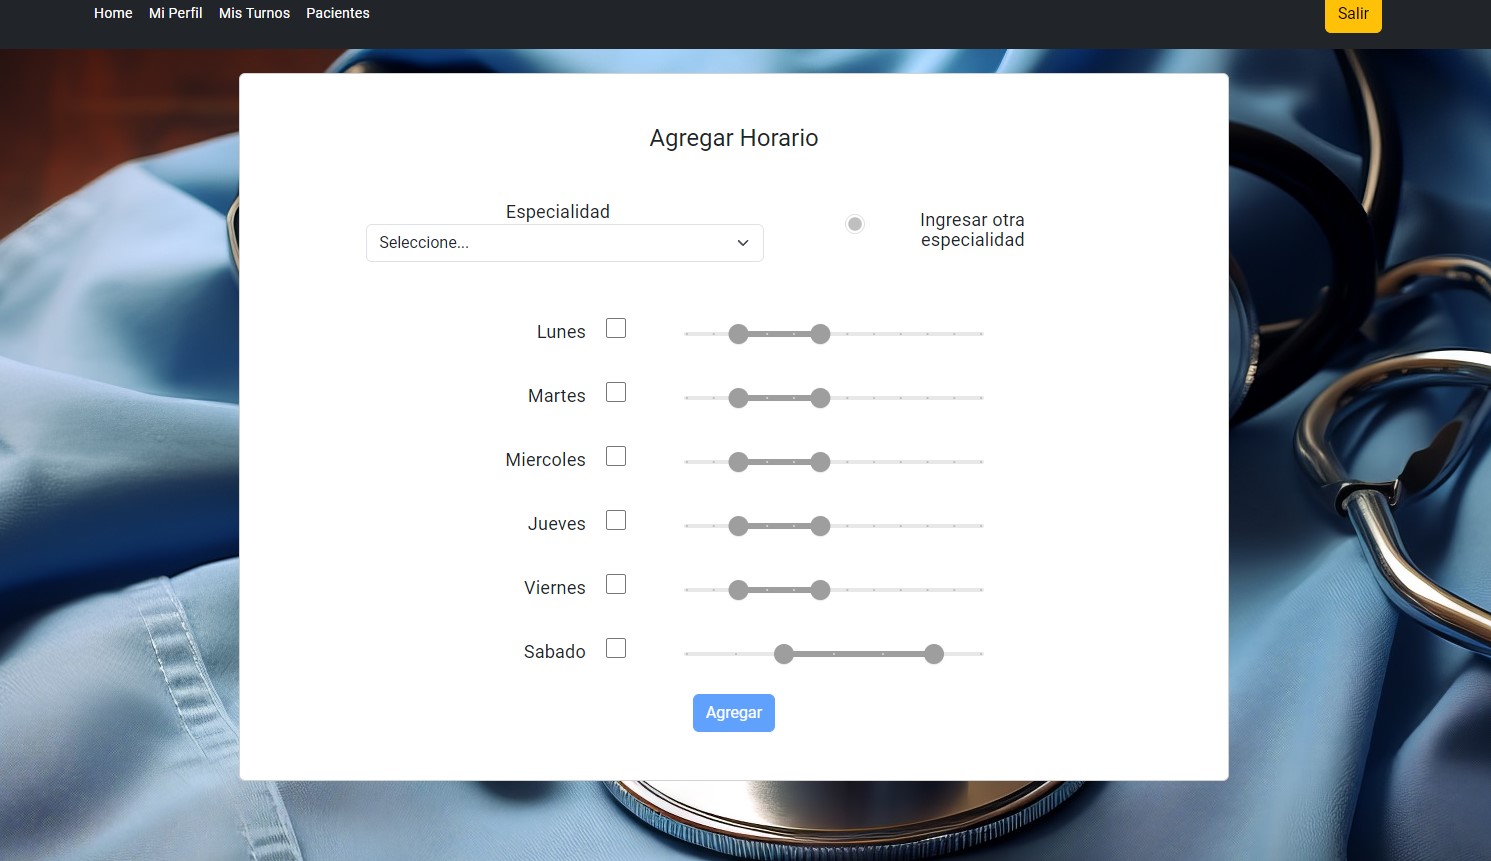 Home Mi Perfil Mis Turnos Pacientes Salir
Agregar Horario
Especialidad
Seleccione...
Ingresar otra
especialidad
Lunes
Martes
Miercoles
Jueves
Viernes
Sabado
Agregar